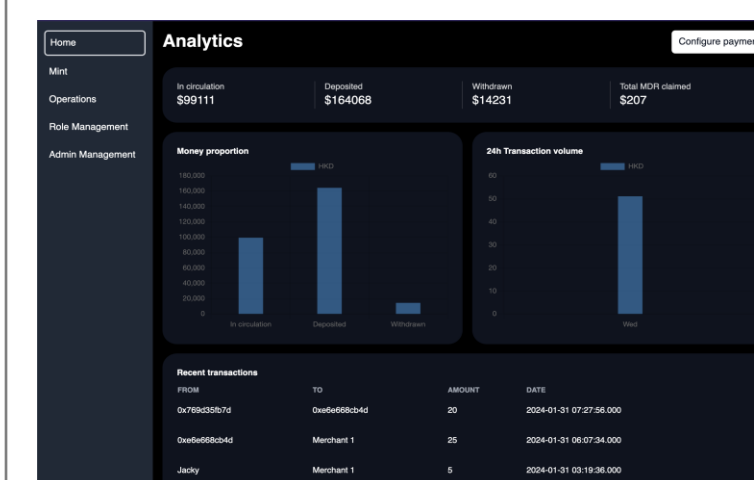 Home
Mint
Operations
Role Management
Admin Management
Analytics
Configure paymen
In circulation
$99111
Deposited
$164068
Withdrawn
$14231
Total MDR claimed
$207
Money proportion
HKD
180,000
160,000
140,000
120,000
100,000
80,000
60,000
40,000
20,000
0
In circulation Deposited Withdrawn
24h Transaction volume
HKD
60
50
40
30
20
10
0
Wed
Recent transactions
FROM TO AMOUNT DATE
0x769d35fb7d 0xe6e668cb4d 20 2024-01-31 07:27:56.000
0xe6e668cb4d Merchant 1 25 2024-01-31 06:07:34.000
Jacky Merchant 1 5 2024-01-31 03:19:36.000